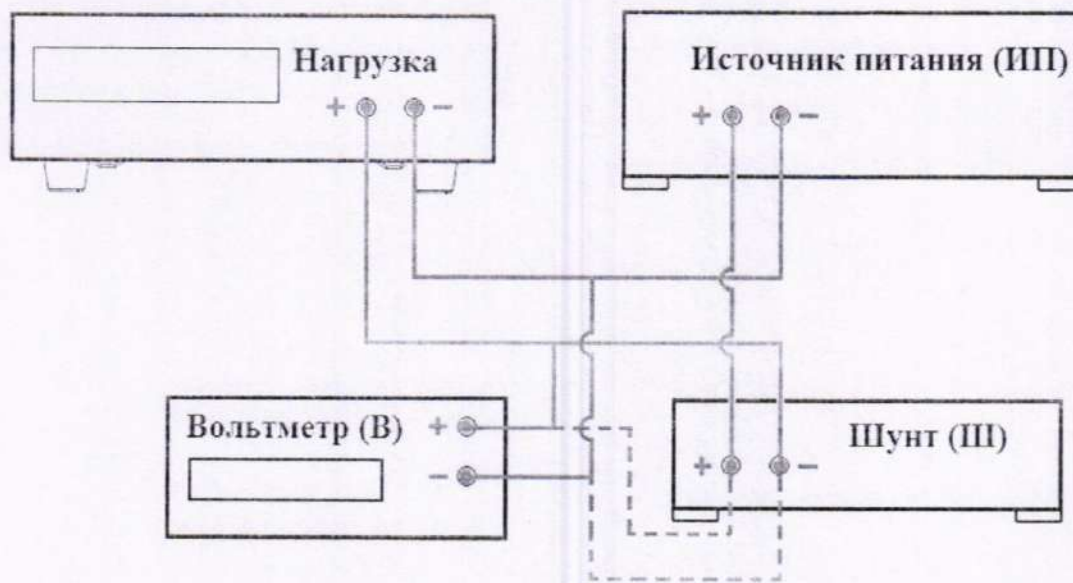 Нагрузка
+ −
Источник питания (ИП)
+ −
Вольтметр (В) +
−
Шунт (Ш)
+ −